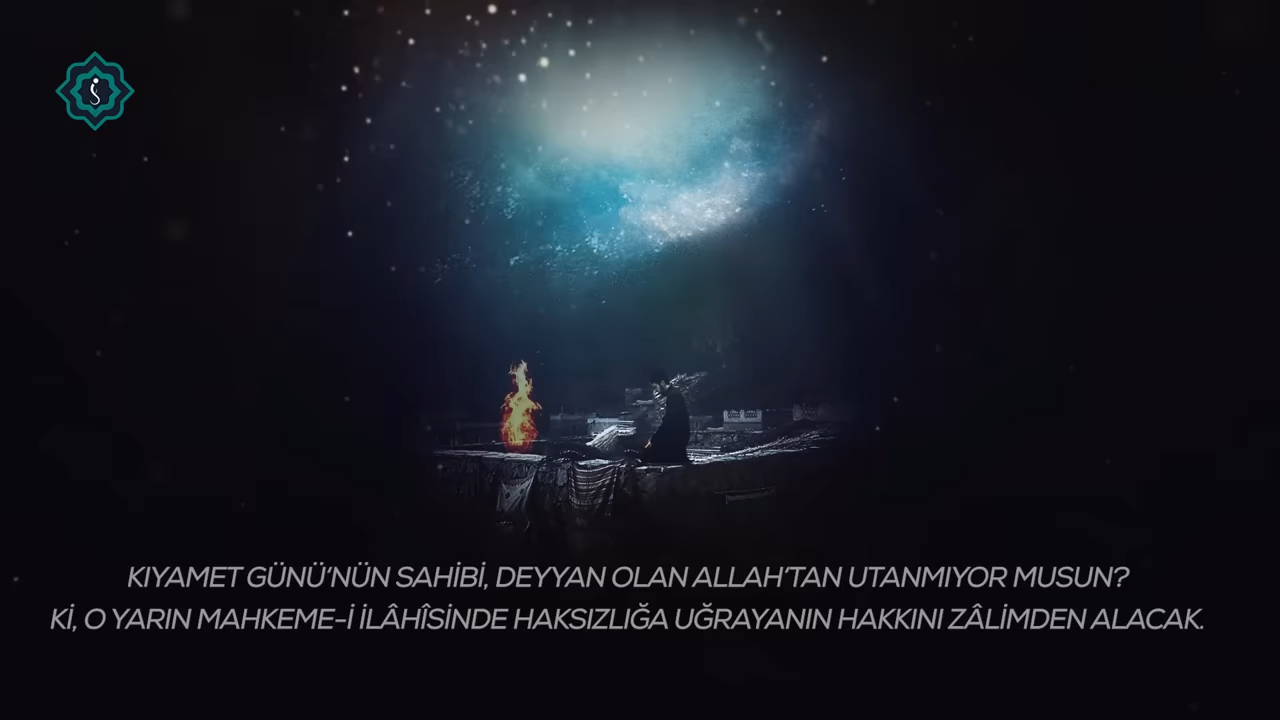 KIYAMET GÜNÜ'NÜN SAHİBİ, DEYYAN OLAN ALLAH'TAN UTANMIYOR MUSUN?
Kİ, O YARIN MAHKEME-İ İLÂHÎSİNDE HAKSIZLIĞA UĞRAYANIN HAKKINI ZÂLİMDEN ALACAK.